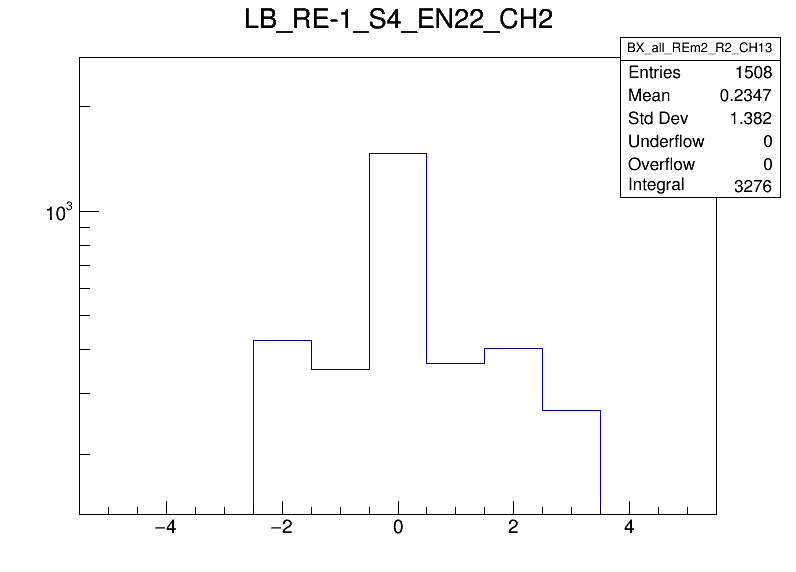 LB_RE-1_S4_EN22_CH2
BX_all_REm2_R2_CH13
Entries 1508
Mean 0.2347
Std Dev 1.382
Underflow 0
Overflow 0
Integral 3276
10³
−4 −2 0 2 4